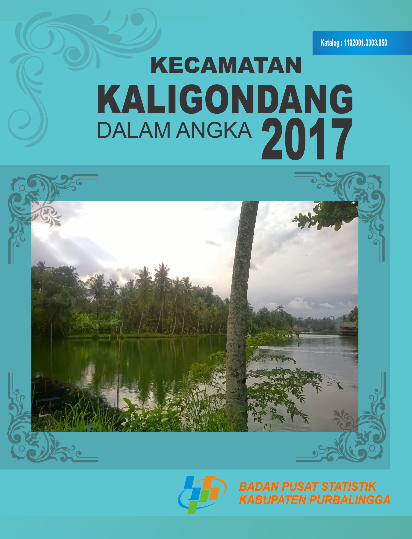 Katalog : 1102001.3303.050
KECAMATAN
KALIGONDANG
DALAM ANGKA 2017
BADAN PUSAT STATISTIK
KABUPATEN PURBALINGGA